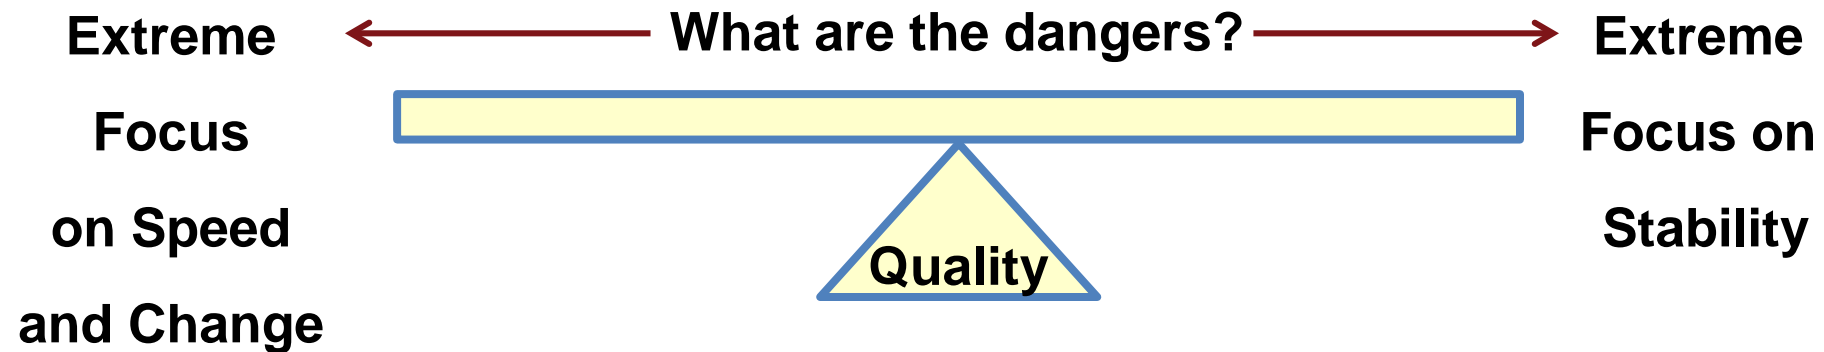 Extreme
Focus
on Speed
and Change
What are the dangers?
Extreme
Focus on
Stability
Quality